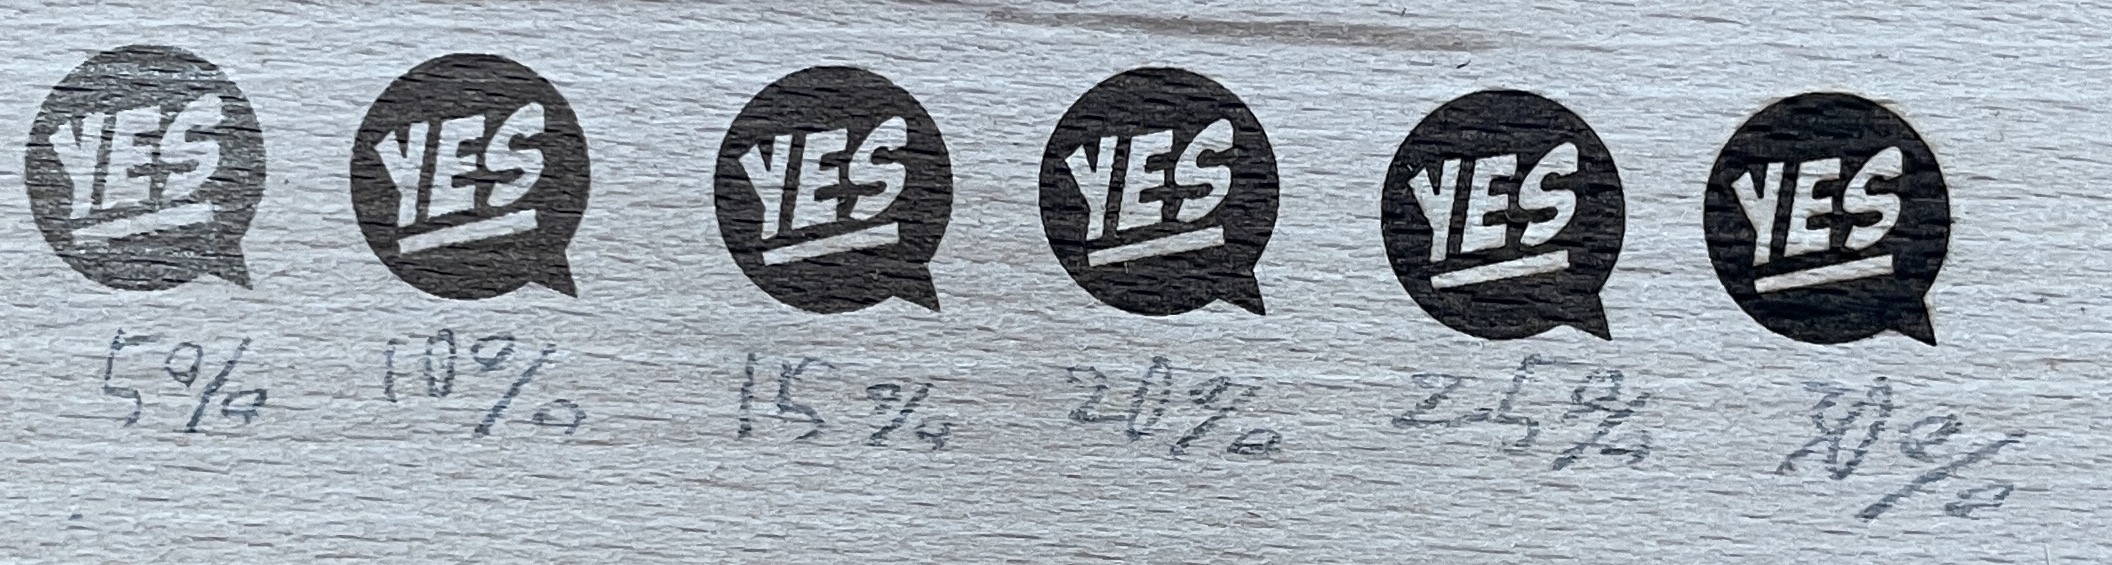 YES YES YES YES YES YES
5% 10% 15% 20% 25% 30%